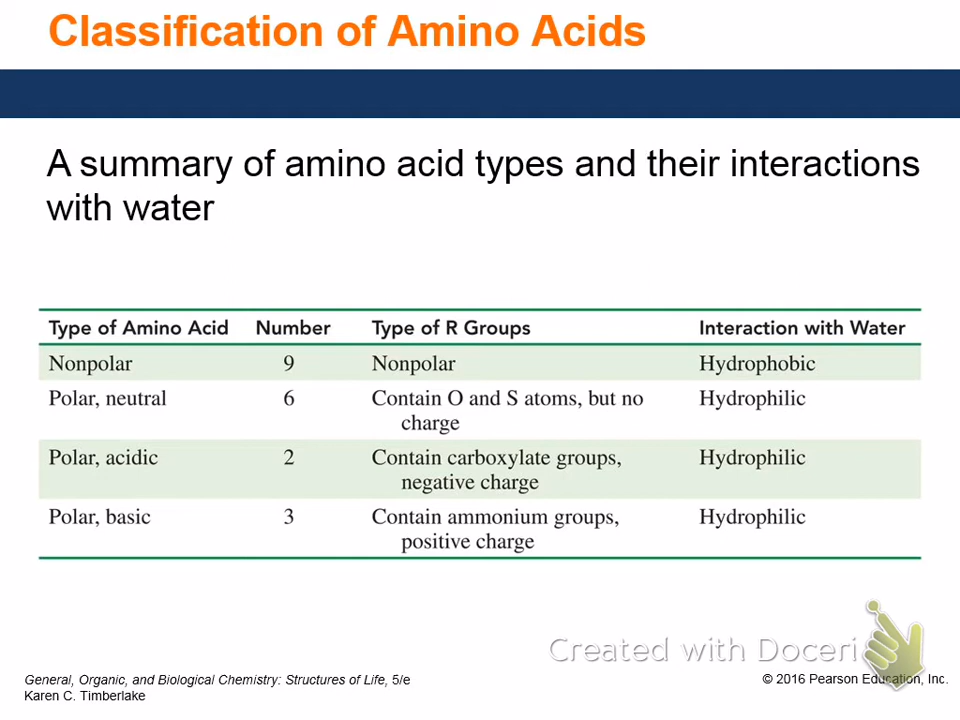 Classification of Amino Acids
A summary of amino acid types and their interactions
with water
Type of Amino Acid Number Type of R Groups Interaction with Water
Nonpolar 9 Nonpolar Hydrophobic
Polar, neutral 6 Contain O and S atoms, but no Hydrophilic
charge
Polar, acidic 2 Contain carboxylate groups, Hydrophilic
negative charge
Polar, basic 3 Contain ammonium groups, Hydrophilic
positive charge
Created with Doceri
General, Organic, and Biological Chemistry: Structures of Life, 5/e
Karen C. Timberlake
© 2016 Pearson Education, Inc.